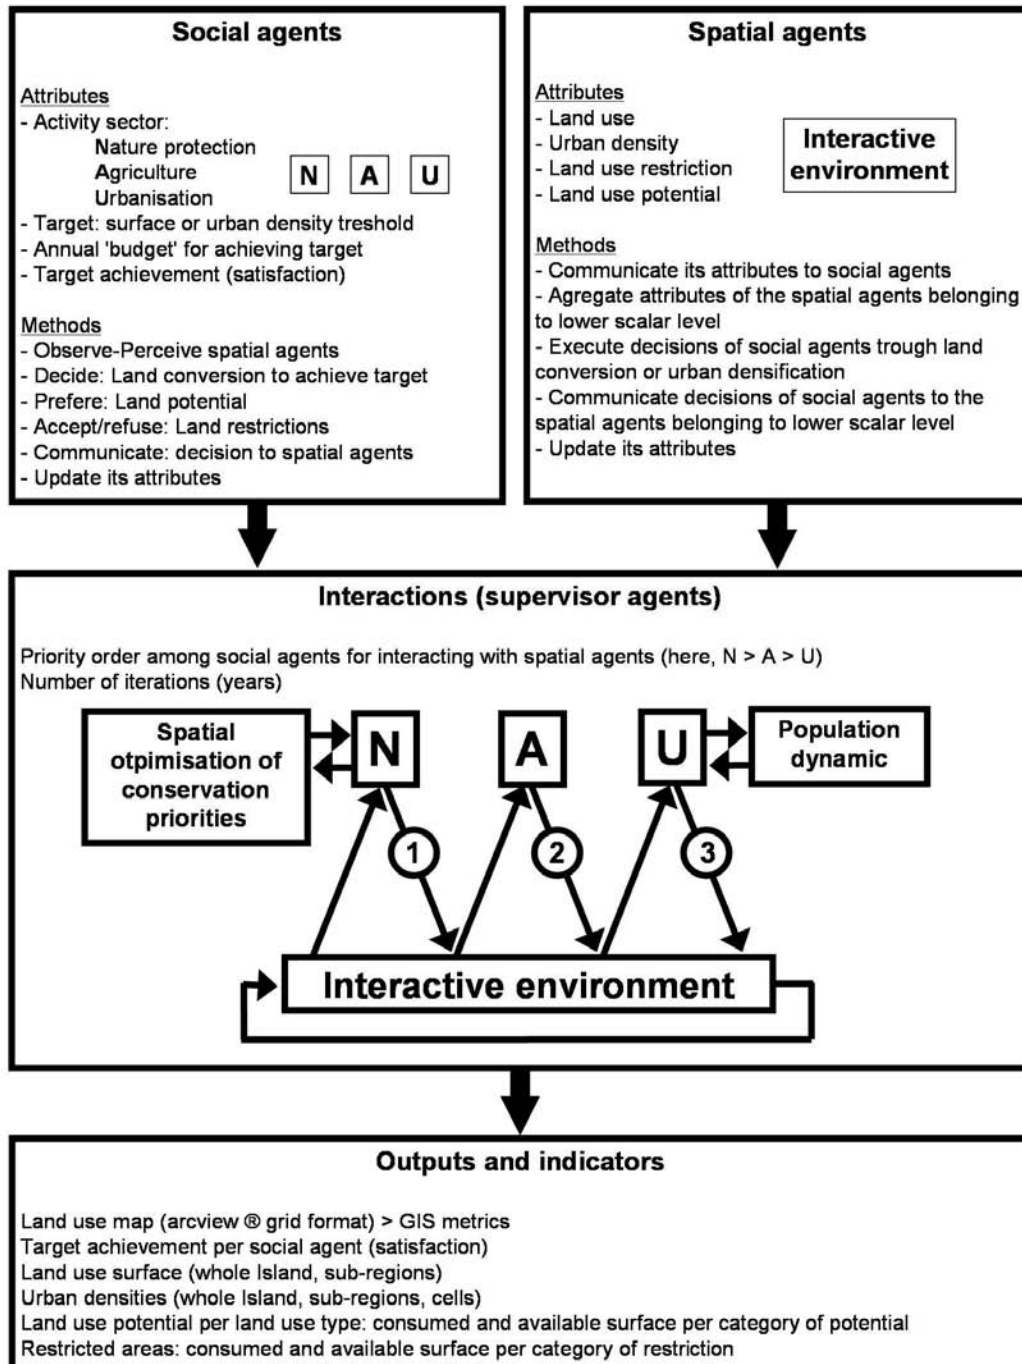 Social agents
Attributes
- Activity sector:
Nature protection
Agriculture
Urbanisation
N A U
- Target: surface or urban density treshold
- Annual 'budget' for achieving target
- Target achievement (satisfaction)
Methods
- Observe-Perceive spatial agents
- Decide: Land conversion to achieve target
- Prefere: Land potential
- Accept/refuse: Land restrictions
- Communicate: decision to spatial agents
- Update its attributes
Spatial agents
Attributes
- Land use
- Urban density
- Land use restriction
- Land use potential
Interactive
environment
Methods
- Communicate its attributes to social agents
- Agregate attributes of the spatial agents belonging
to lower scalar level
- Execute decisions of social agents trough land
conversion or urban densification
- Communicate decisions of social agents to the
spatial agents belonging to lower scalar level
- Update its attributes
Interactions (supervisor agents)
Priority order among social agents for interacting with spatial agents (here, N > A > U)
Number of iterations (years)
Spatial
otpimisation of
conservation
priorities
N A U
Population
dynamic
1 2 3
Interactive environment
Outputs and indicators
Land use map (arcview ® grid format) > GIS metrics
Target achievement per social agent (satisfaction)
Land use surface (whole Island, sub-regions)
Urban densities (whole Island, sub-regions, cells)
Land use potential per land use type: consumed and available surface per category of potential
Restricted areas: consumed and available surface per category of restriction